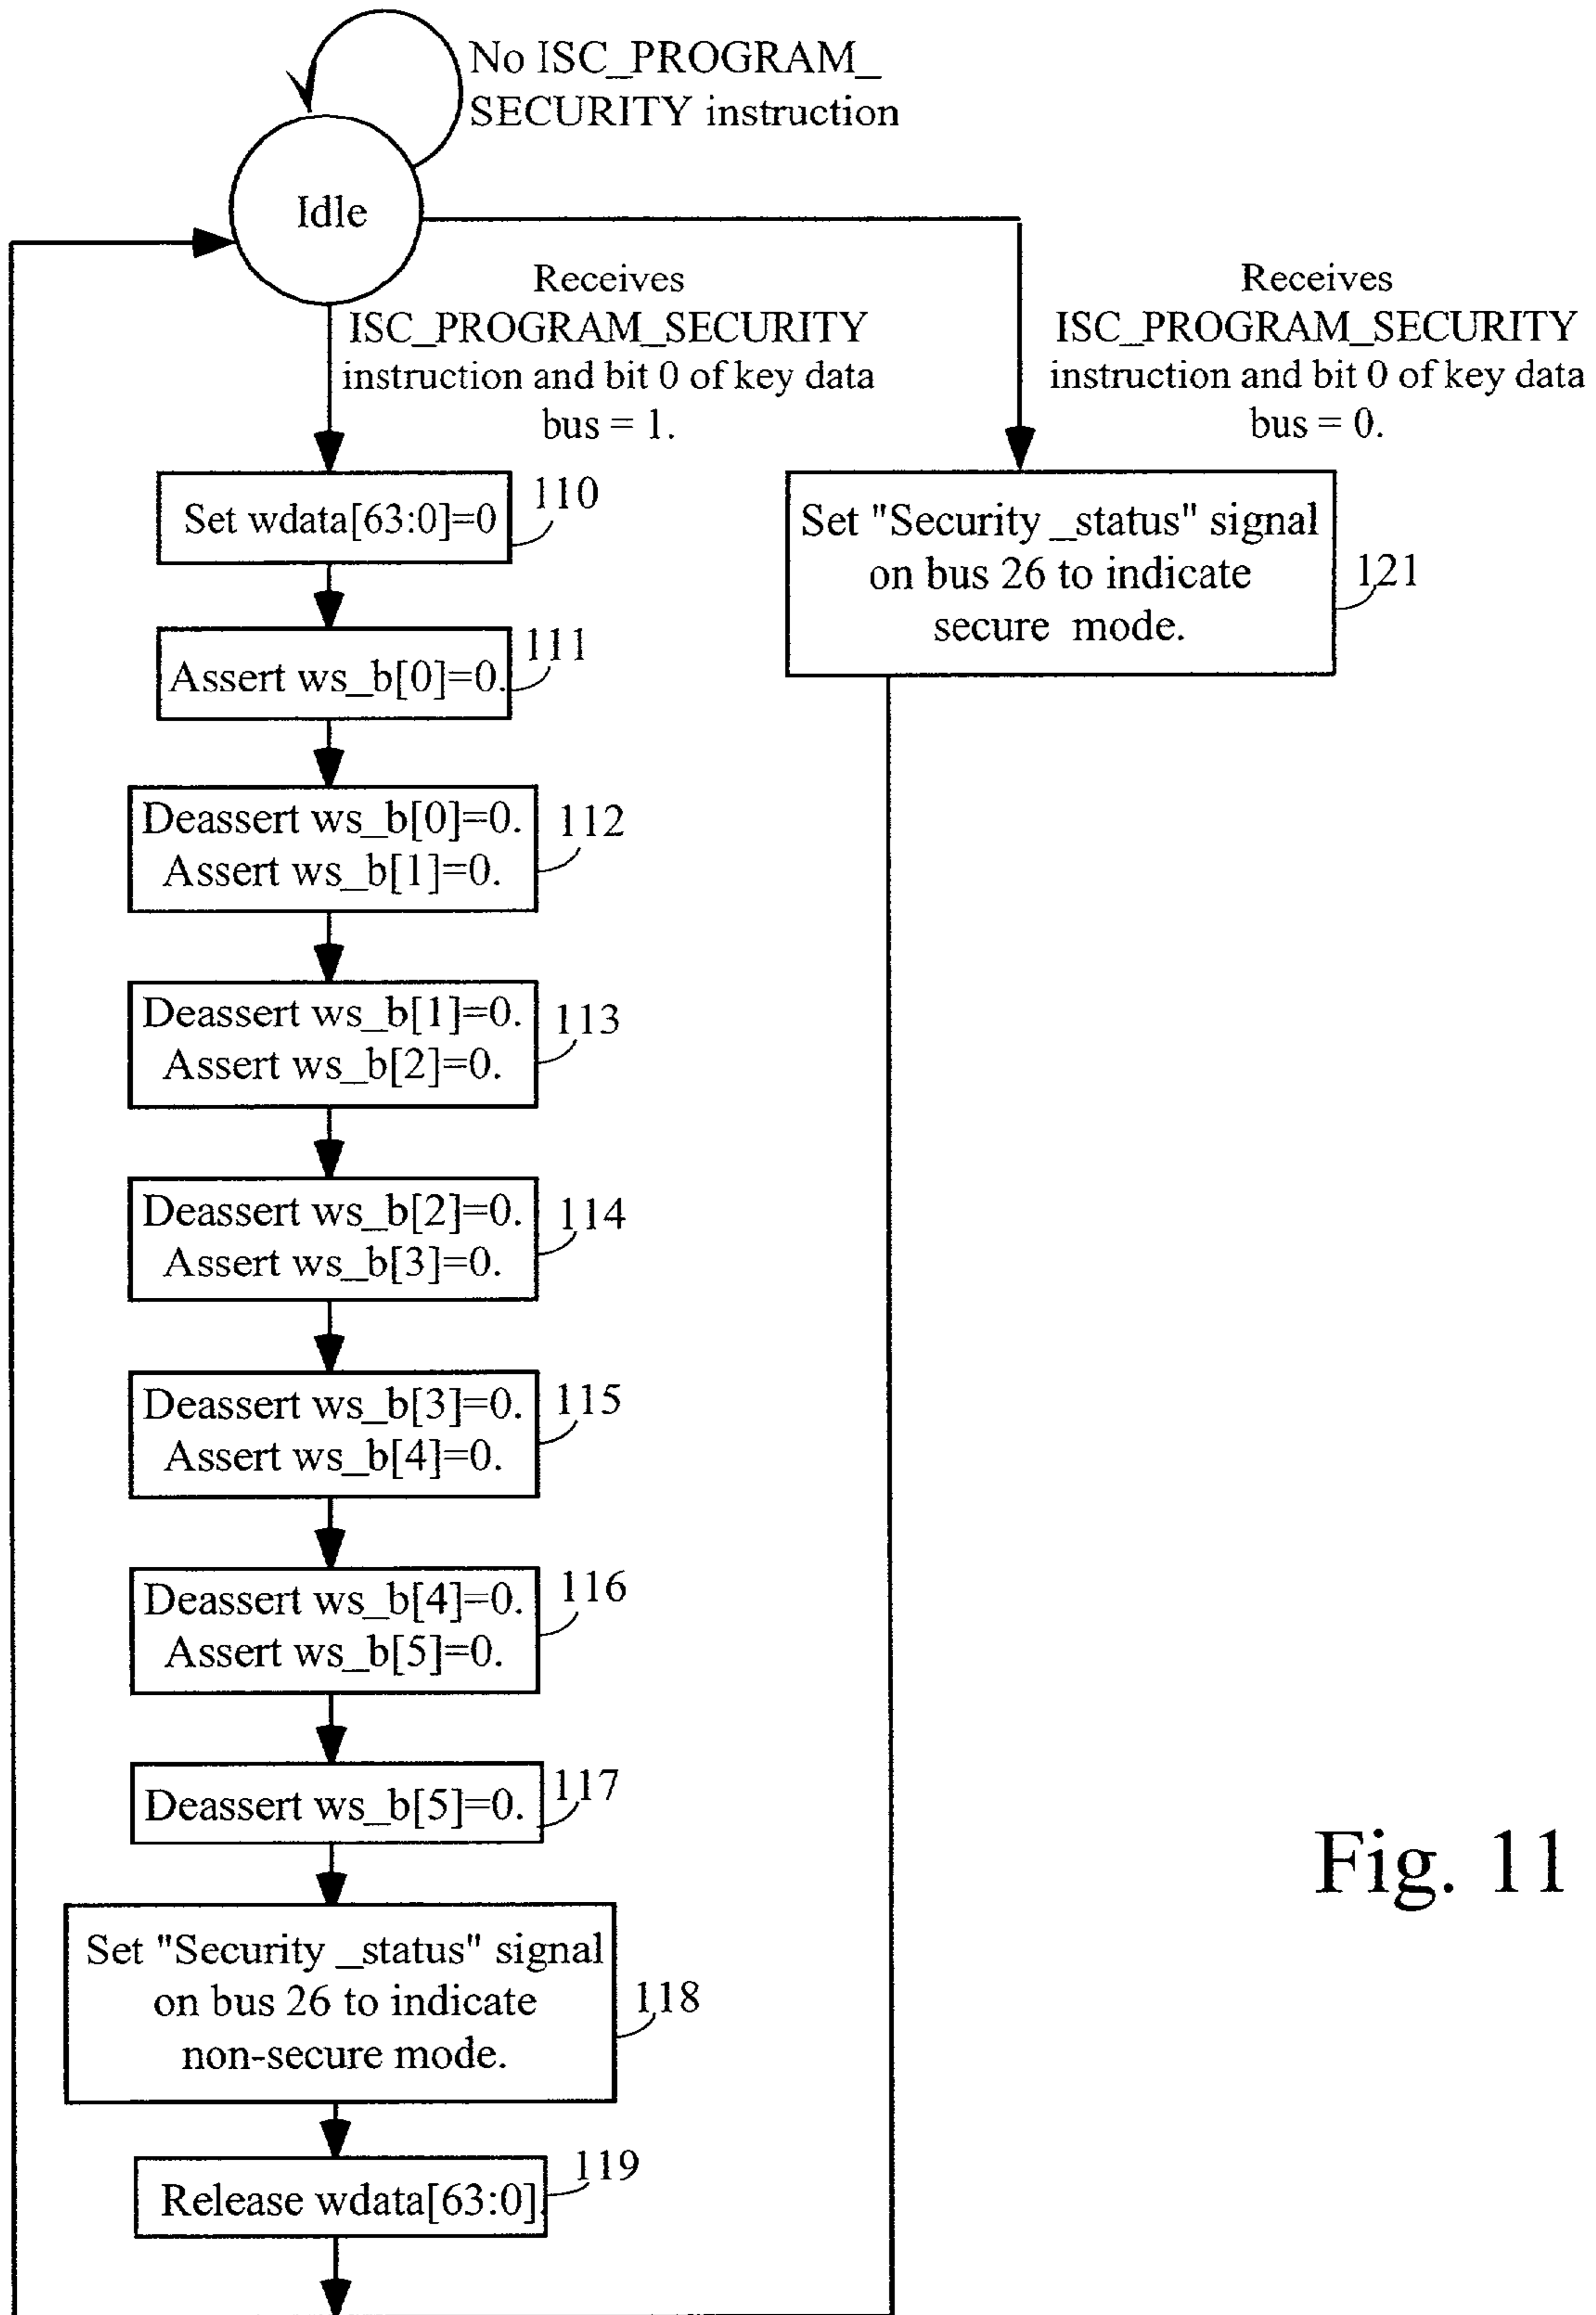 No ISC_PROGRAM_
SECURITY instruction
Idle
Receives
ISC_PROGRAM_SECURITY
instruction and bit 0 of key data
bus = 1.
Receives
ISC_PROGRAM_SECURITY
instruction and bit 0 of key data
bus = 0.
Set wdata[63:0]=0
110
Set "Security _status" signal
on bus 26 to indicate
secure mode.
121
Assert ws_b[0]=0.
111
Deassert ws_b[0]=0.
Assert ws_b[1]=0.
112
Deassert ws_b[1]=0.
Assert ws_b[2]=0.
113
Deassert ws_b[2]=0.
Assert ws_b[3]=0.
114
Deassert ws_b[3]=0.
Assert ws_b[4]=0.
115
Deassert ws_b[4]=0.
Assert ws_b[5]=0.
116
Deassert ws_b[5]=0.
117
Set "Security _status" signal
on bus 26 to indicate
non-secure mode.
118
Release wdata[63:0]
119
Fig. 11